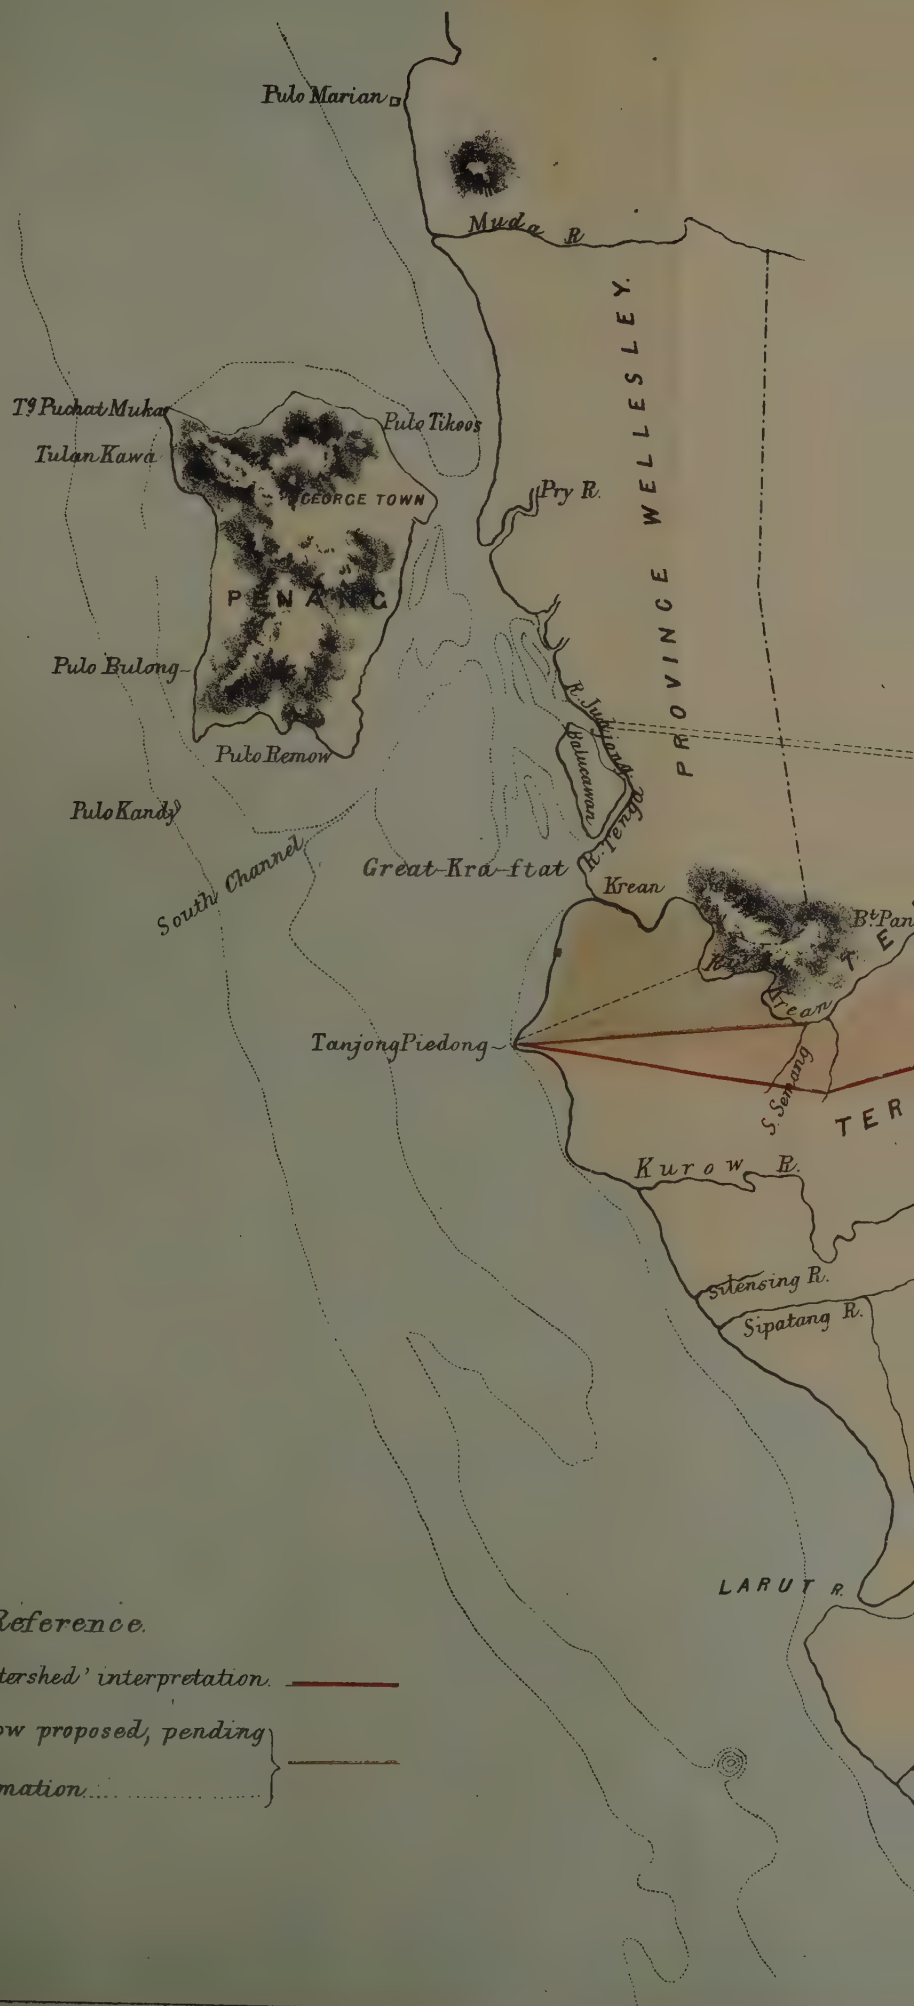 Pulo Marian
Muda R
PROVINCE WELLESLEY.
Tg Puchat Muka
Pulo Tikoos
Tulan Kawa
GEORGE TOWN
Pry R.
PENANG
Pulo Bulong
R. Junjong
Balucawan
Pulo Remow
Pulo Kandy
R. Tenga
South Channel
Great-Kra-ftat
Krean
Bt. Pan
Krean
Tanjong Piedong
S. Semang
TER
Kurow R.
Sitensing R.
Sipatang R.
LARUT R.
Reference.
tershed' interpretation.
ow proposed, pending
mation